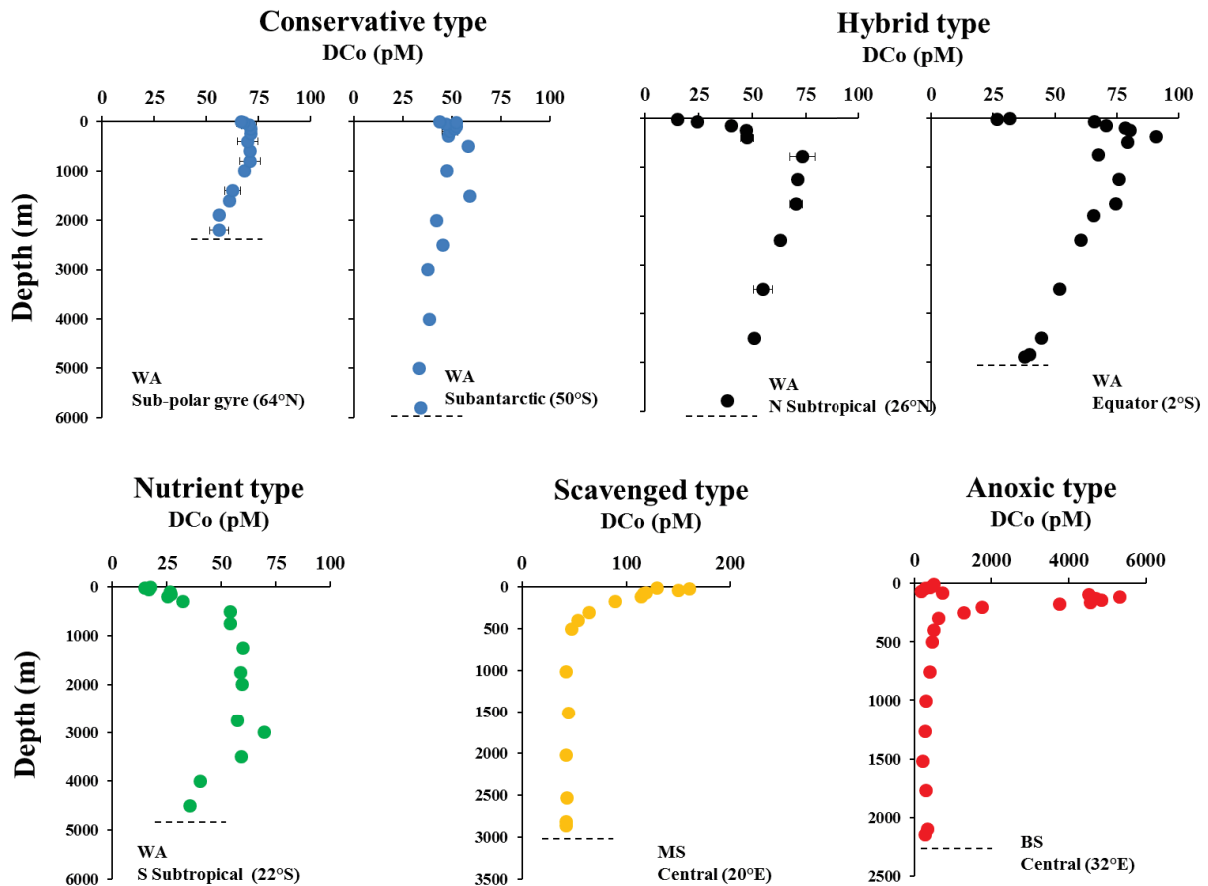 Conservative type
DCo (pM)
Hybrid type
DCo (pM)
0 25 50 75 100
0 25 50 75 100
0 25 50 75 100
0 25 50 75 100
Depth (m)
0
1000
2000
3000
4000
5000
6000
WA
Sub-polar gyre (64°N)
WA
Subantarctic (50°S)
WA
N Subtropical (26°N)
WA
Equator (2°S)
Nutrient type
DCo (pM)
Scavenged type
DCo (pM)
Anoxic type
DCo (pM)
0 25 50 75 100
0 100 200
0 2000 4000 6000
Depth (m)
0
1000
2000
3000
4000
5000
6000
0
500
1000
1500
2000
2500
3000
3500
0
500
1000
1500
2000
2500
WA
S Subtropical (22°S)
MS
Central (20°E)
BS
Central (32°E)